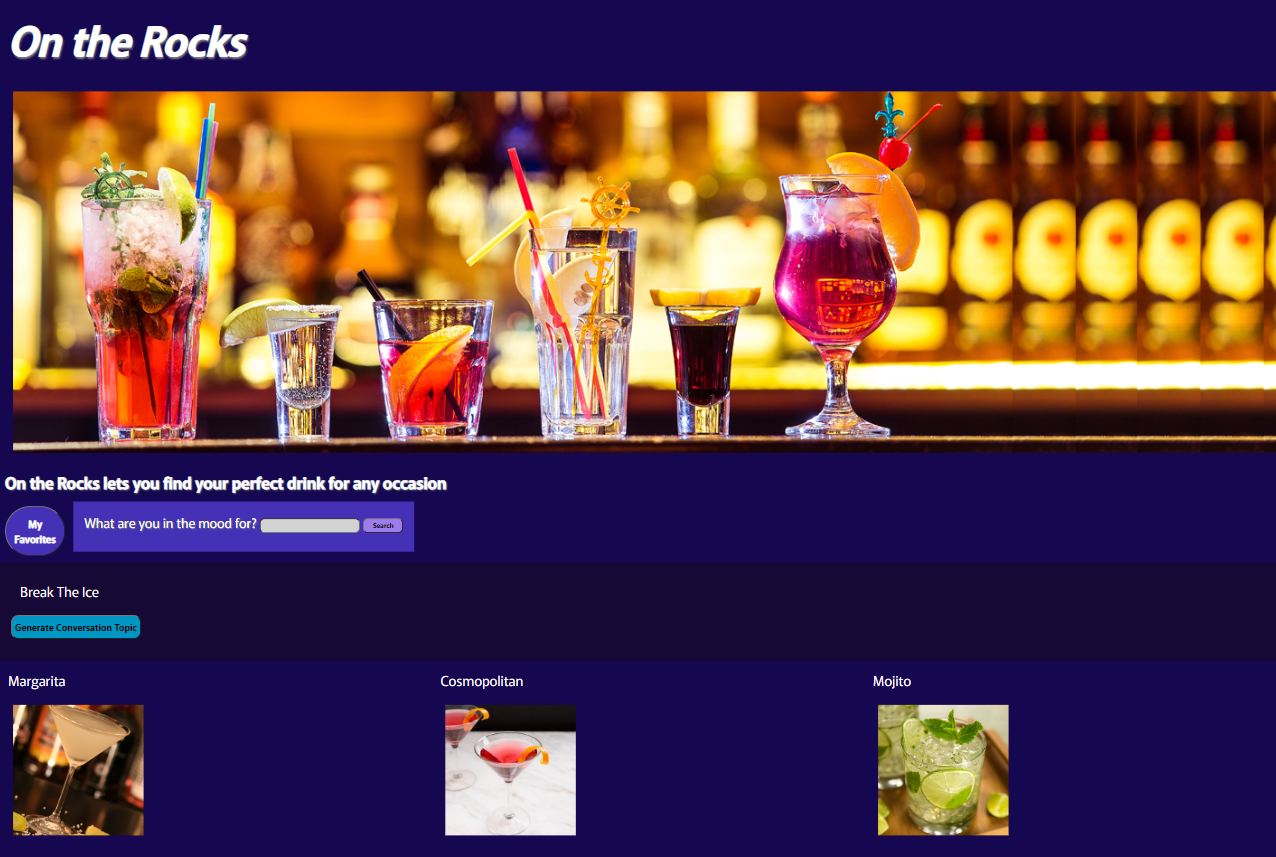 On the Rocks
On the Rocks lets you find your perfect drink for any occasion
My
Favorites
What are you in the mood for? Search
Break The Ice
Generate Conversation Topic
Margarita Cosmopolitan Mojito